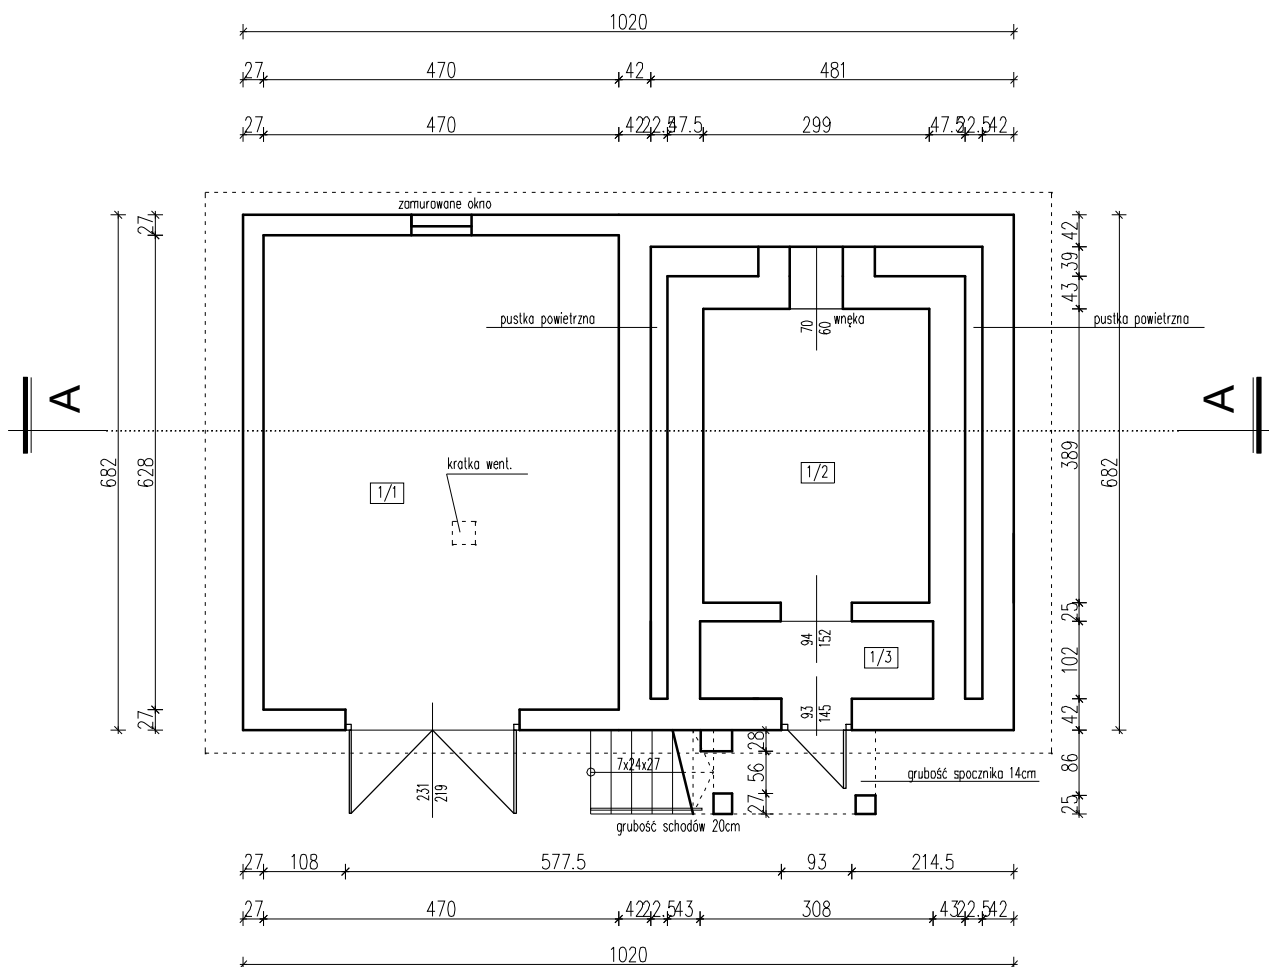 1020
27 470 42 481
27 470 42 22.5 47.5 299 47.5 22.5 42
zamurowane okno
27
42
39
43
pustka powietrzna
70
60
wnęka
pustka powietrzna
A
A
682
628
kratka went.
1/1
1/2
389
682
25
94
152
1/3
102
27
93
145
42
28
7x24x27
56
86
grubość spocznika 14cm
231
219
27
25
grubość schodów 20cm
27 108 577.5 93 214.5
27 470 42 22.5 43 308 43 22.5 42
1020